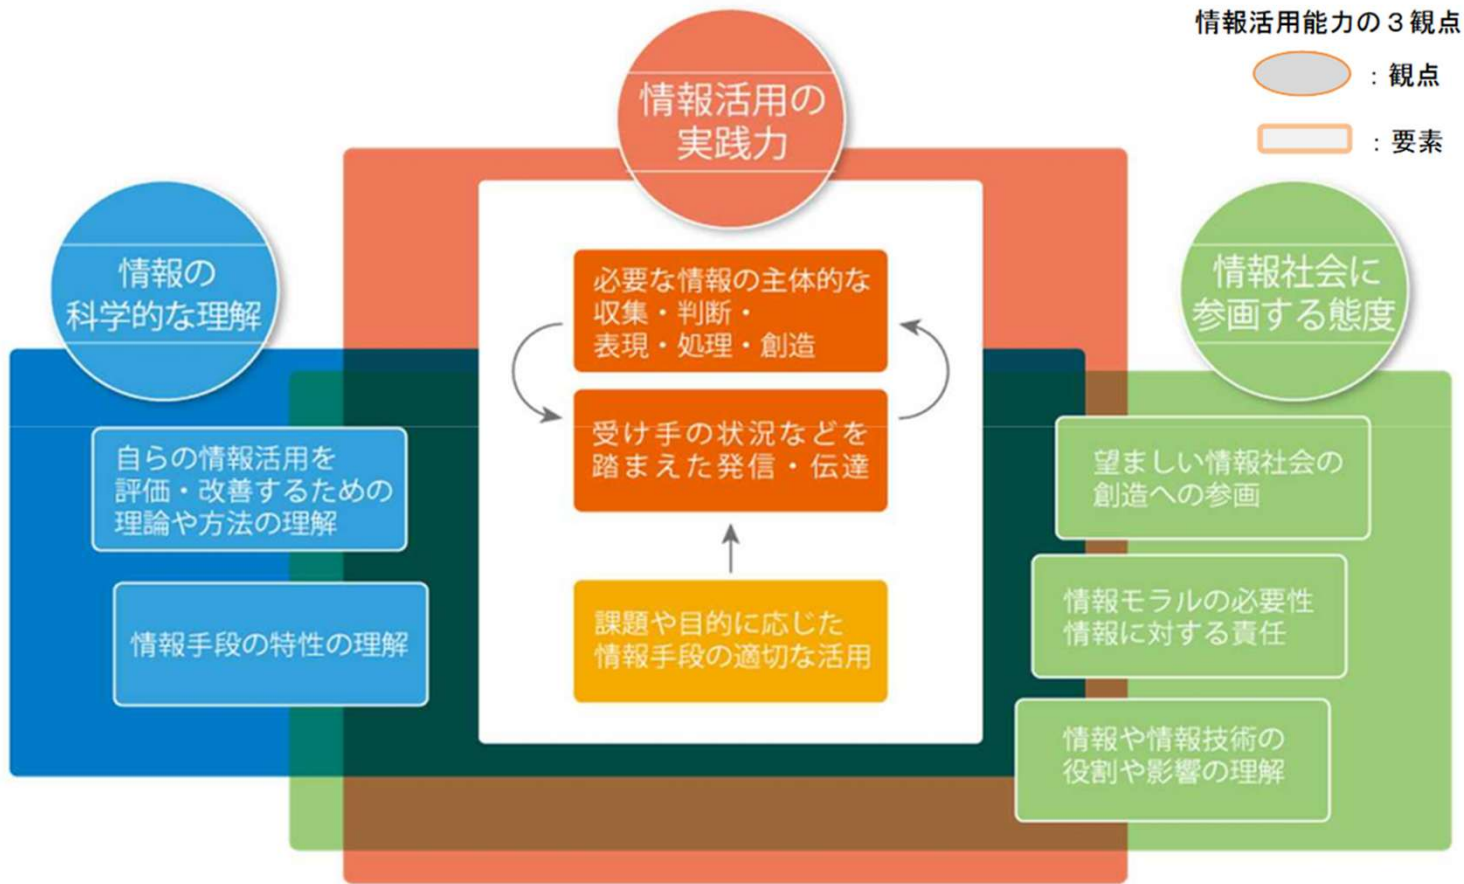 情報活用能力の３観点
：観点
：要素
情報活用の
実践力
情報の
科学的な理解
情報社会に
参画する態度
必要な情報の主体的な
収集・判断・
表現・処理・創造
受け手の状況などを
踏まえた発信・伝達
課題や目的に応じた
情報手段の適切な活用
自らの情報活用を
評価・改善するための
理論や方法の理解
情報手段の特性の理解
望ましい情報社会の
創造への参画
情報モラルの必要性
情報に対する責任
情報や情報技術の
役割や影響の理解